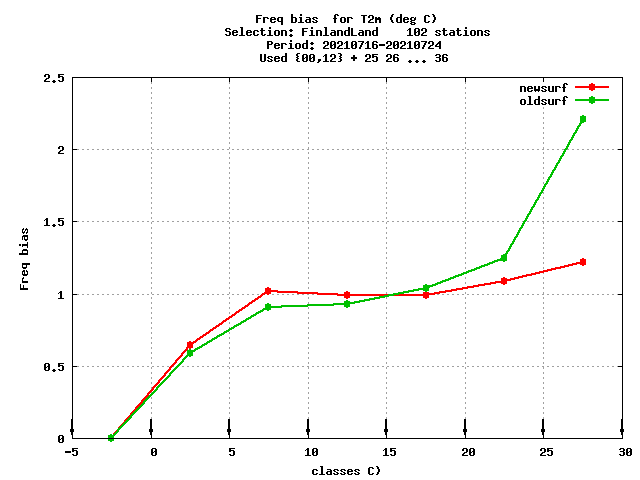 Freq bias  for T2m (deg C)
Selection: FinlandLand    102 stations
Period: 20210716-20210724
Used {00,12} + 25 26 ... 36
newsurf
oldsurf
2.5
2
1.5
1
0.5
0
Freq bias
-5
0
5
10
15
20
25
30
classes C)